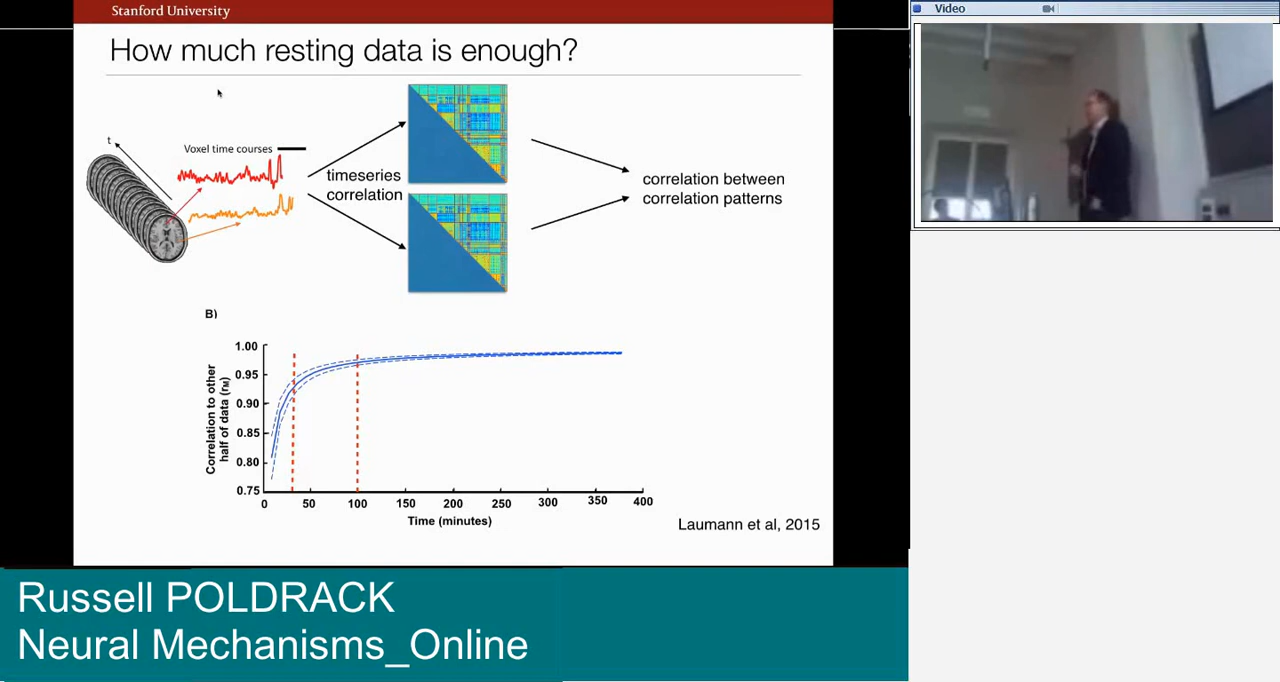 Stanford University
How much resting data is enough?
t
Voxel time courses
timeseries
correlation
correlation between
correlation patterns
B)
Correlation to other
half of data (rM)
1.00
0.95
0.90
0.85
0.80
0.75
0
50
100
150
200
250
300
350
400
Time (minutes)
Laumann et al, 2015
Video
Russell POLDRACK
Neural Mechanisms_Online